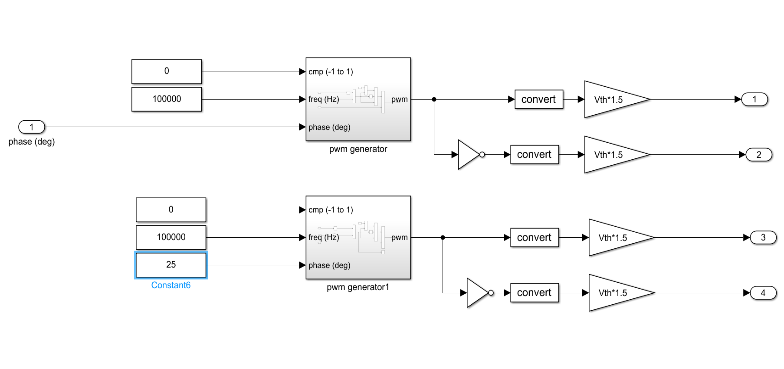 0
cmp (-1 to 1)
100000
freq (Hz)
pwm
convert
Vth*1.5
1
1
phase (deg)
phase (deg)
pwm generator
convert
Vth*1.5
2
0
cmp (-1 to 1)
100000
freq (Hz)
pwm
convert
Vth*1.5
3
25
phase (deg)
Constant6
pwm generator1
convert
Vth*1.5
4